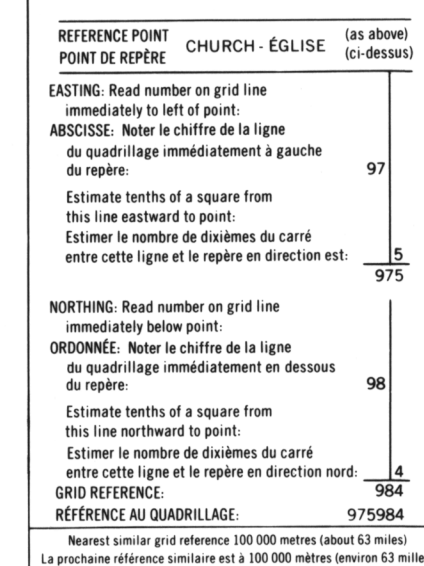 REFERENCE POINT
POINT DE REPÈRE
CHURCH - ÉGLISE
(as above)
(ci-dessus)
EASTING: Read number on grid line
immediately to left of point:
ABSCISSE: Noter le chiffre de la ligne
du quadrillage immédiatement à gauche
du repère: 97
Estimate tenths of a square from
this line eastward to point:
Estimer le nombre de dixièmes du carré
entre cette ligne et le repère en direction est: 5
975
NORTHING: Read number on grid line
immediately below point:
ORDONNÉE: Noter le chiffre de la ligne
du quadrillage immédiatement en dessous
du repère: 98
Estimate tenths of a square from
this line northward to point:
Estimer le nombre de dixièmes du carré
entre cette ligne et le repère en direction nord: 4
GRID REFERENCE: 984
RÉFÉRENCE AU QUADRILLAGE: 975984
Nearest similar grid reference 100 000 metres (about 63 miles)
La prochaine référence similaire est à 100 000 mètres (environ 63 mille